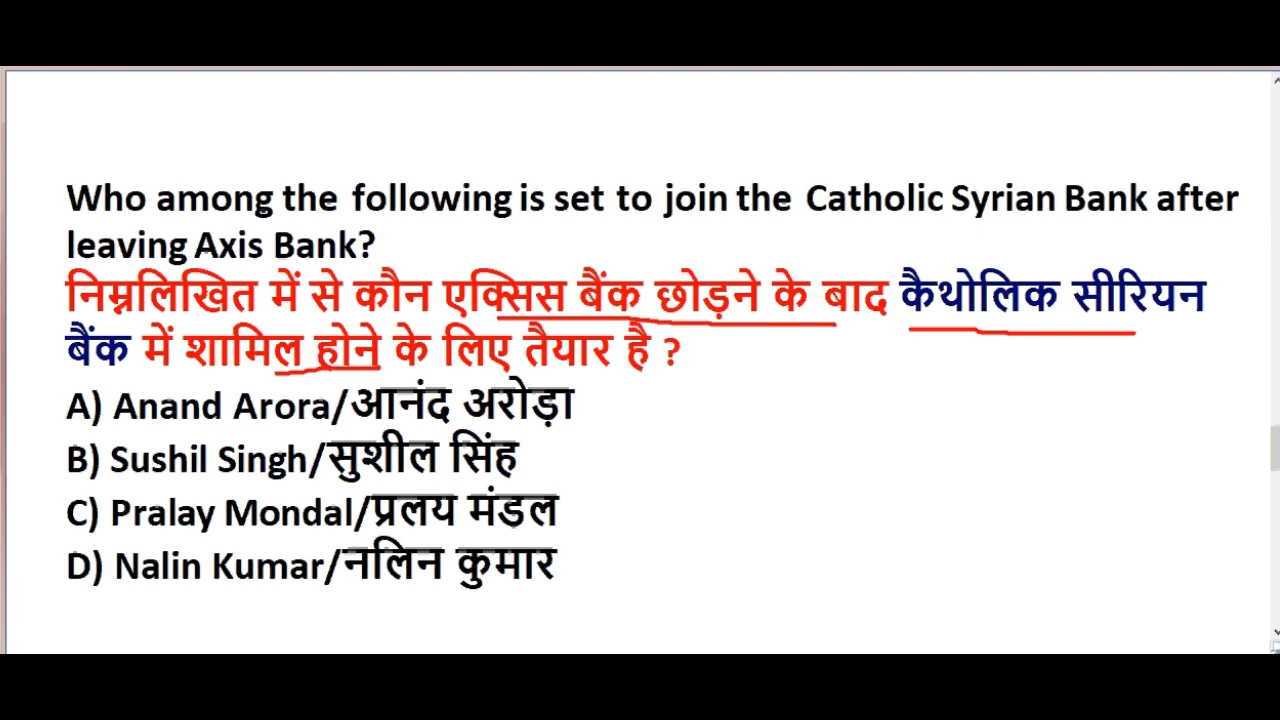 Who among the following is set to join the Catholic Syrian Bank after
leaving Axis Bank?
निम्नलिखित में से कौन एक्सिस बैंक छोड़ने के बाद कैथोलिक सीरियन
बैंक में शामिल होने के लिए तैयार है ?
A) Anand Arora/आनंद अरोड़ा
B) Sushil Singh/सुशील सिंह
C) Pralay Mondal/प्रलय मंडल
D) Nalin Kumar/नलिन कुमार